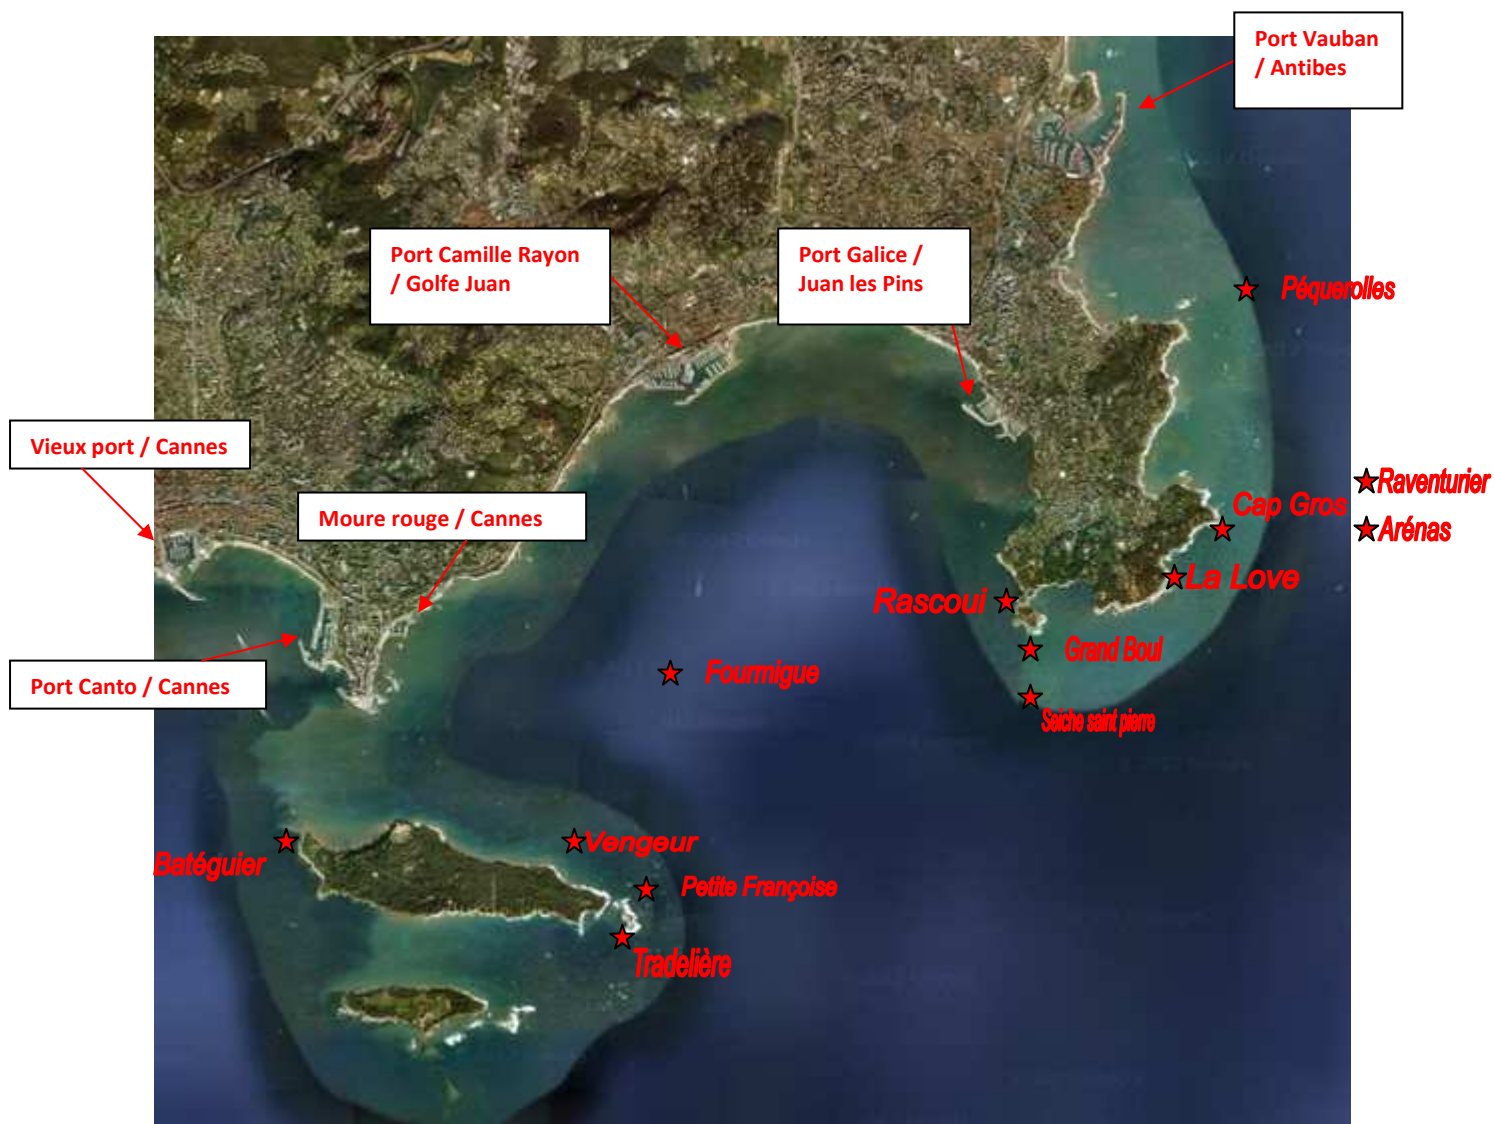 Port Vauban
/ Antibes
Port Camille Rayon
/ Golfe Juan
Port Galice /
Juan les Pins
Péquerolles
Vieux port / Cannes
Raventurier
Moure rouge / Cannes
Cap Gros
Arénas
La Love
Rascoui
Grand Boul
Port Canto / Cannes
Fourmigue
Seiche saint pierre
Vengeur
Batéguier
Petite Françoise
Tradelière